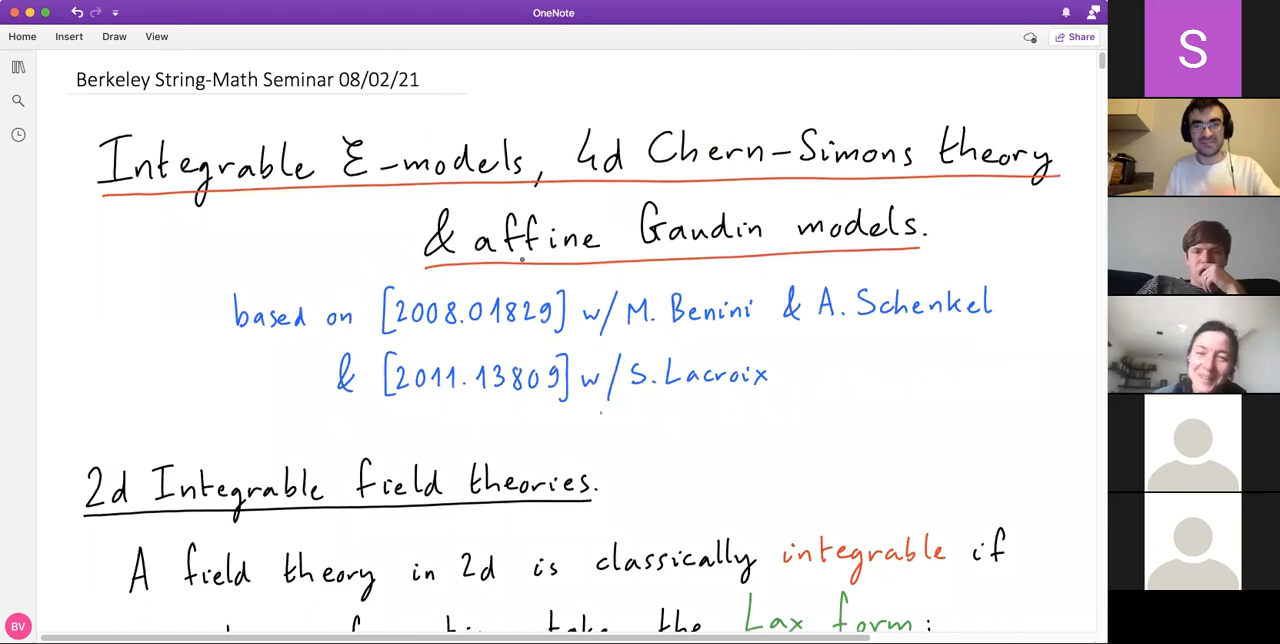 OneNote
Home Insert Draw View
Share
Berkeley String-Math Seminar 08/02/21
Integrable ℰ-models, 4d Chern-Simons theory
& affine Gaudin models.
based on [2008.01829] w/ M. Benini & A. Schenkel
& [2011.13809] w/ S. Lacroix
2d Integrable field theories.
A field theory in 2d is classically integrable if
take the Lax form:
BV
S